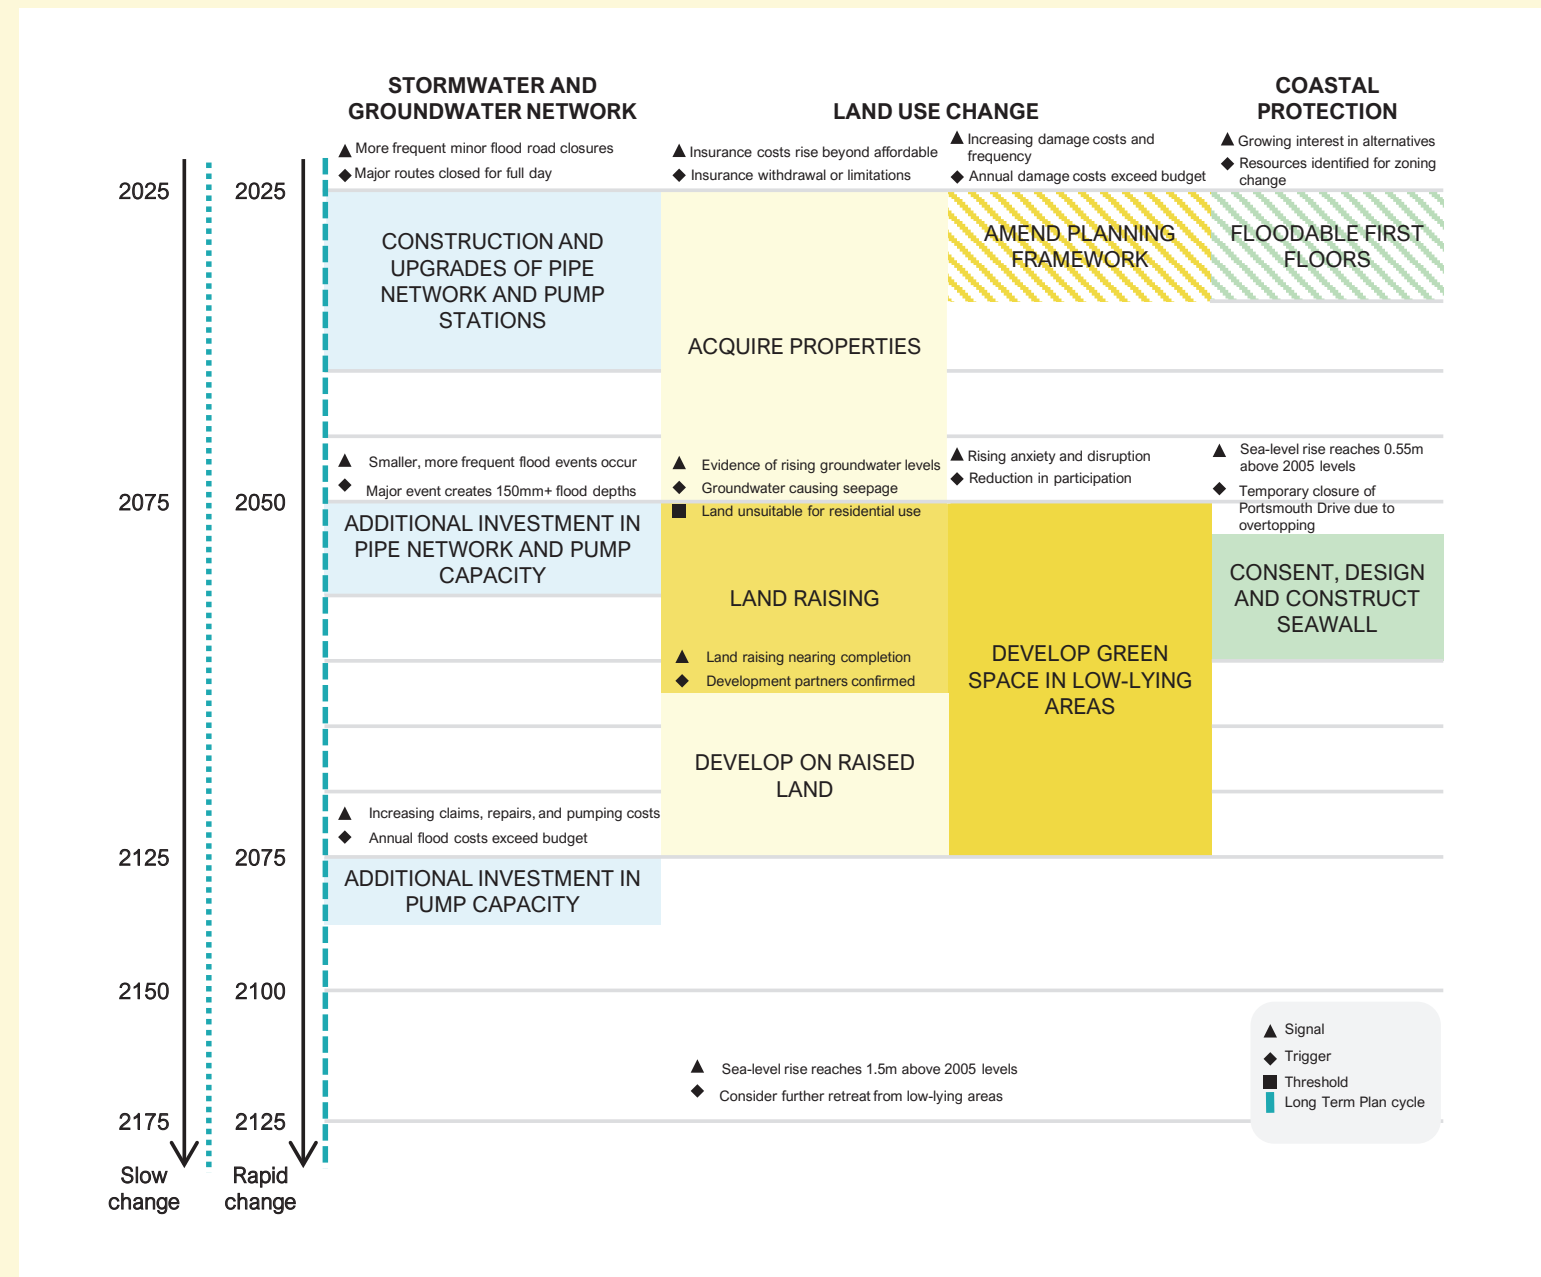 STORMWATER AND
GROUNDWATER NETWORK
LAND USE CHANGE
COASTAL
PROTECTION
More frequent minor flood road closures
Major routes closed for full day
Insurance costs rise beyond affordable
Insurance withdrawal or limitations
Increasing damage costs and
frequency
Annual damage costs exceed budget
Growing interest in alternatives
Resources identified for zoning
change
2025
2025
CONSTRUCTION AND
UPGRADES OF PIPE
NETWORK AND PUMP
STATIONS
ACQUIRE PROPERTIES
AMEND PLANNING
FRAMEWORK
FLOODABLE FIRST
FLOORS
Smaller, more frequent flood events occur
Major event creates 150mm+ flood depths
Evidence of rising groundwater levels
Groundwater causing seepage
Land unsuitable for residential use
Rising anxiety and disruption
Reduction in participation
Sea-level rise reaches 0.55m
above 2005 levels
Temporary closure of
Portsmouth Drive due to
overtopping
2075
2050
ADDITIONAL INVESTMENT IN
PIPE NETWORK AND PUMP
CAPACITY
LAND RAISING
Land raising nearing completion
Development partners confirmed
DEVELOP GREEN
SPACE IN LOW-LYING
AREAS
CONSENT, DESIGN
AND CONSTRUCT
SEAWALL
DEVELOP ON RAISED
LAND
Increasing claims, repairs, and pumping costs
Annual flood costs exceed budget
2125
2075
ADDITIONAL INVESTMENT IN
PUMP CAPACITY
2150
2100
Sea-level rise reaches 1.5m above 2005 levels
Consider further retreat from low-lying areas
Signal
Trigger
Threshold
Long Term Plan cycle
2175
2125
Slow
change
Rapid
change